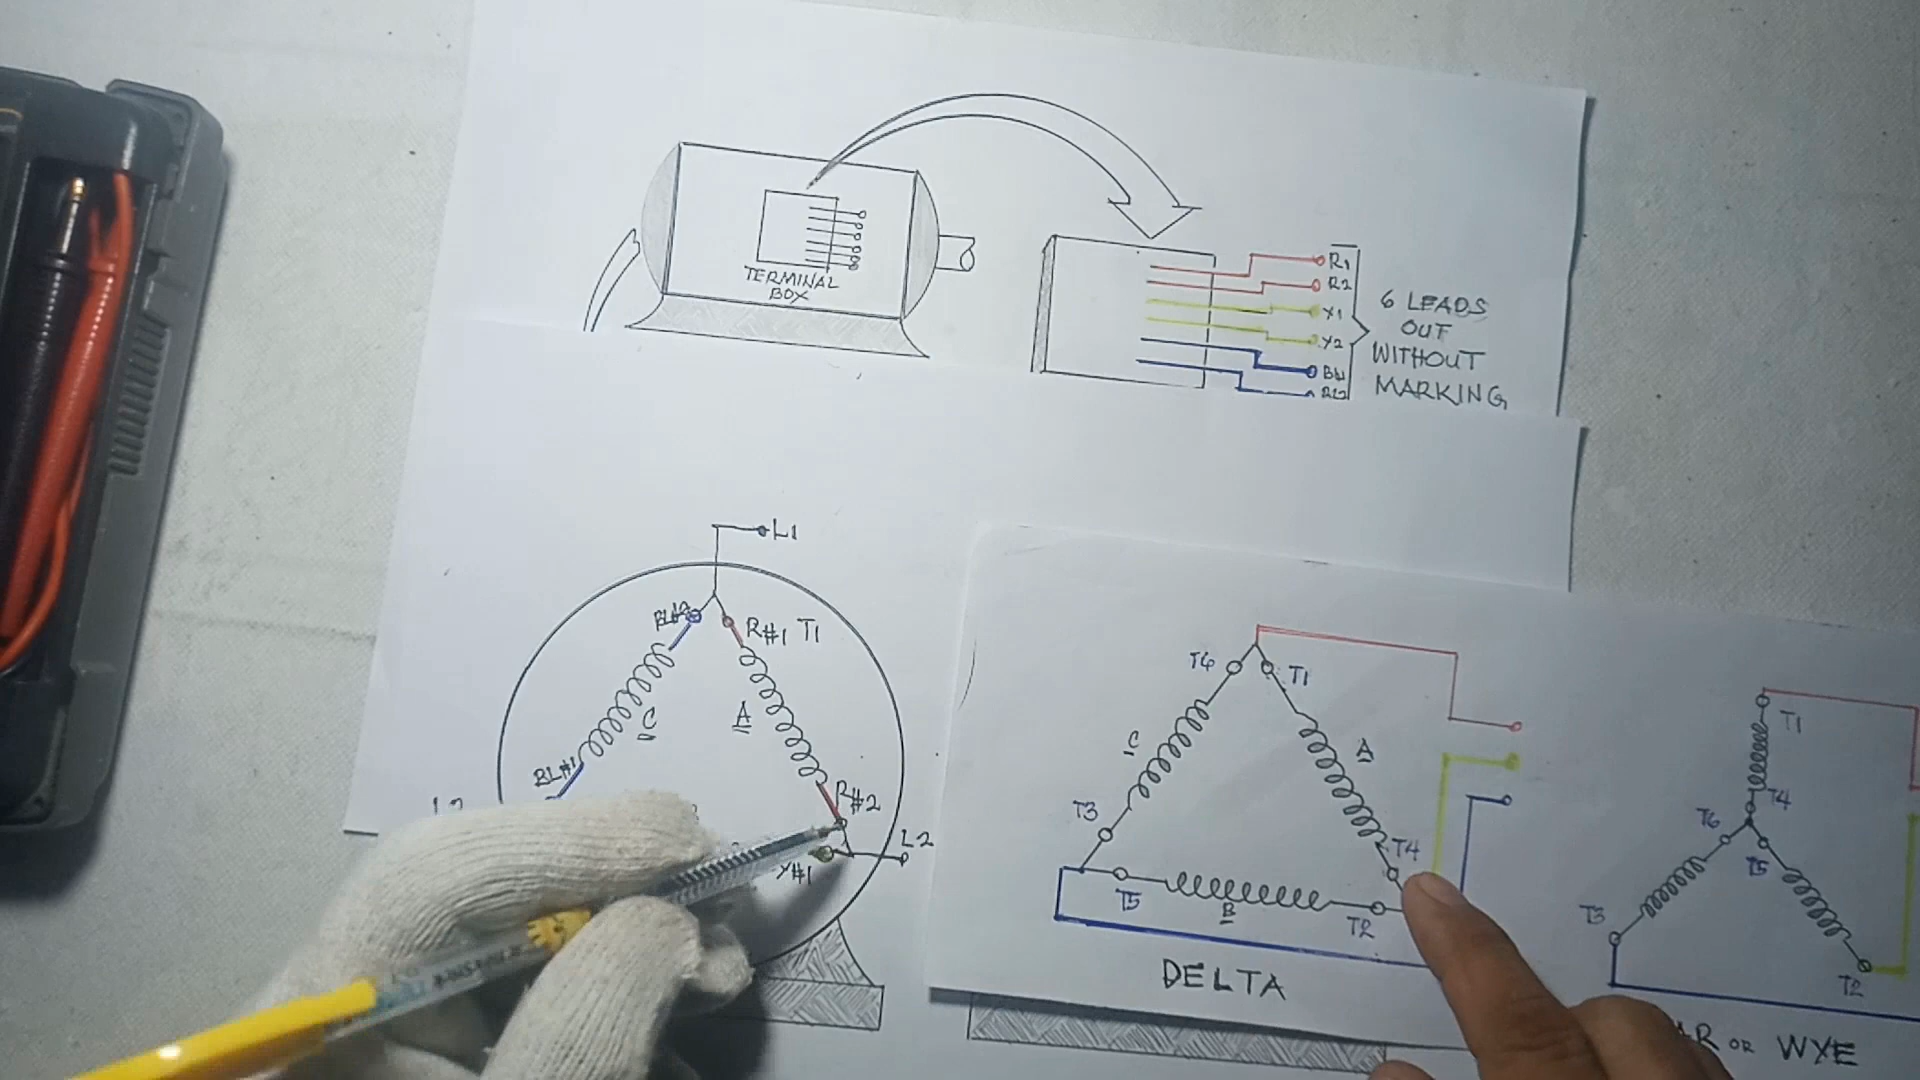 TERMINAL
BOX
R1
R2
Y1
Y2
6 LEADS
OUT
WITHOUT
MARKING
L1
R#1 T1
C
A
BL#1
R#2
L2
Y#1
T6
T1
C
A
T3
T4
T5
B
T2
DELTA
T1
T4
T6
T5
T3
T2
OR WYE